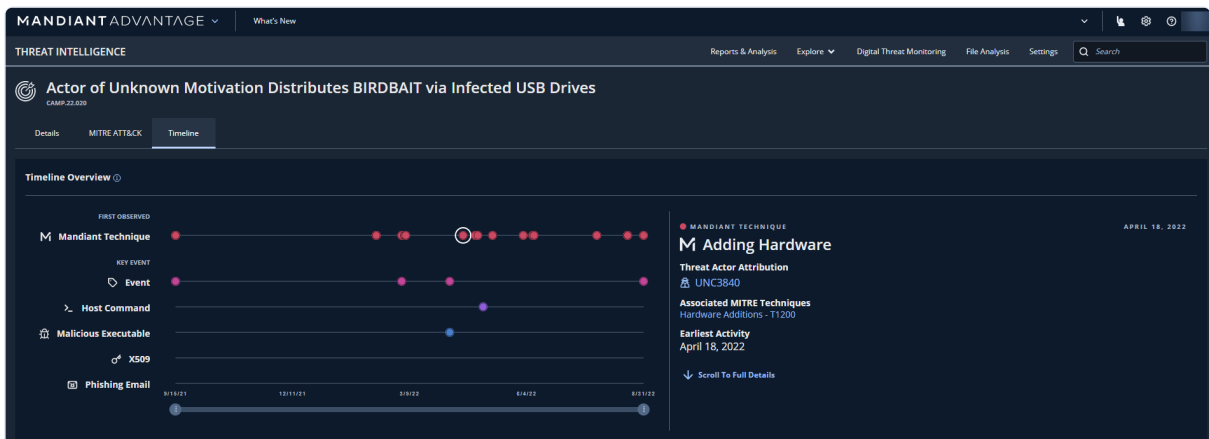 MANDIANT ADVANTAGE
What's New
THREAT INTELLIGENCE
Reports & Analysis
Explore
Digital Threat Monitoring
File Analysis
Settings
Search
Actor of Unknown Motivation Distributes BIRDBAIT via Infected USB Drives
CAMP.22.020
Details
MITRE ATT&CK
Timeline
Timeline Overview
FIRST OBSERVED
Mandiant Technique
KEY EVENT
Event
Host Command
Malicious Executable
X509
Phishing Email
9/15/21
12/11/21
3/9/22
6/4/22
8/31/22
MANDIANT TECHNIQUE
APRIL 18, 2022
Adding Hardware
Threat Actor Attribution
UNC3840
Associated MITRE Techniques
Hardware Additions - T1200
Earliest Activity
April 18, 2022
Scroll To Full Details